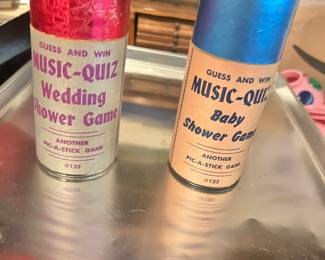 GUESS AND WIN
MUSIC-QUIZ
Wedding
Shower Game
ANOTHER
PIC-A-STICK GAME
@133
GUESS AND WIN
MUSIC-QUIZ
Baby
Shower Game
ANOTHER
PIC-A-STICK GAME